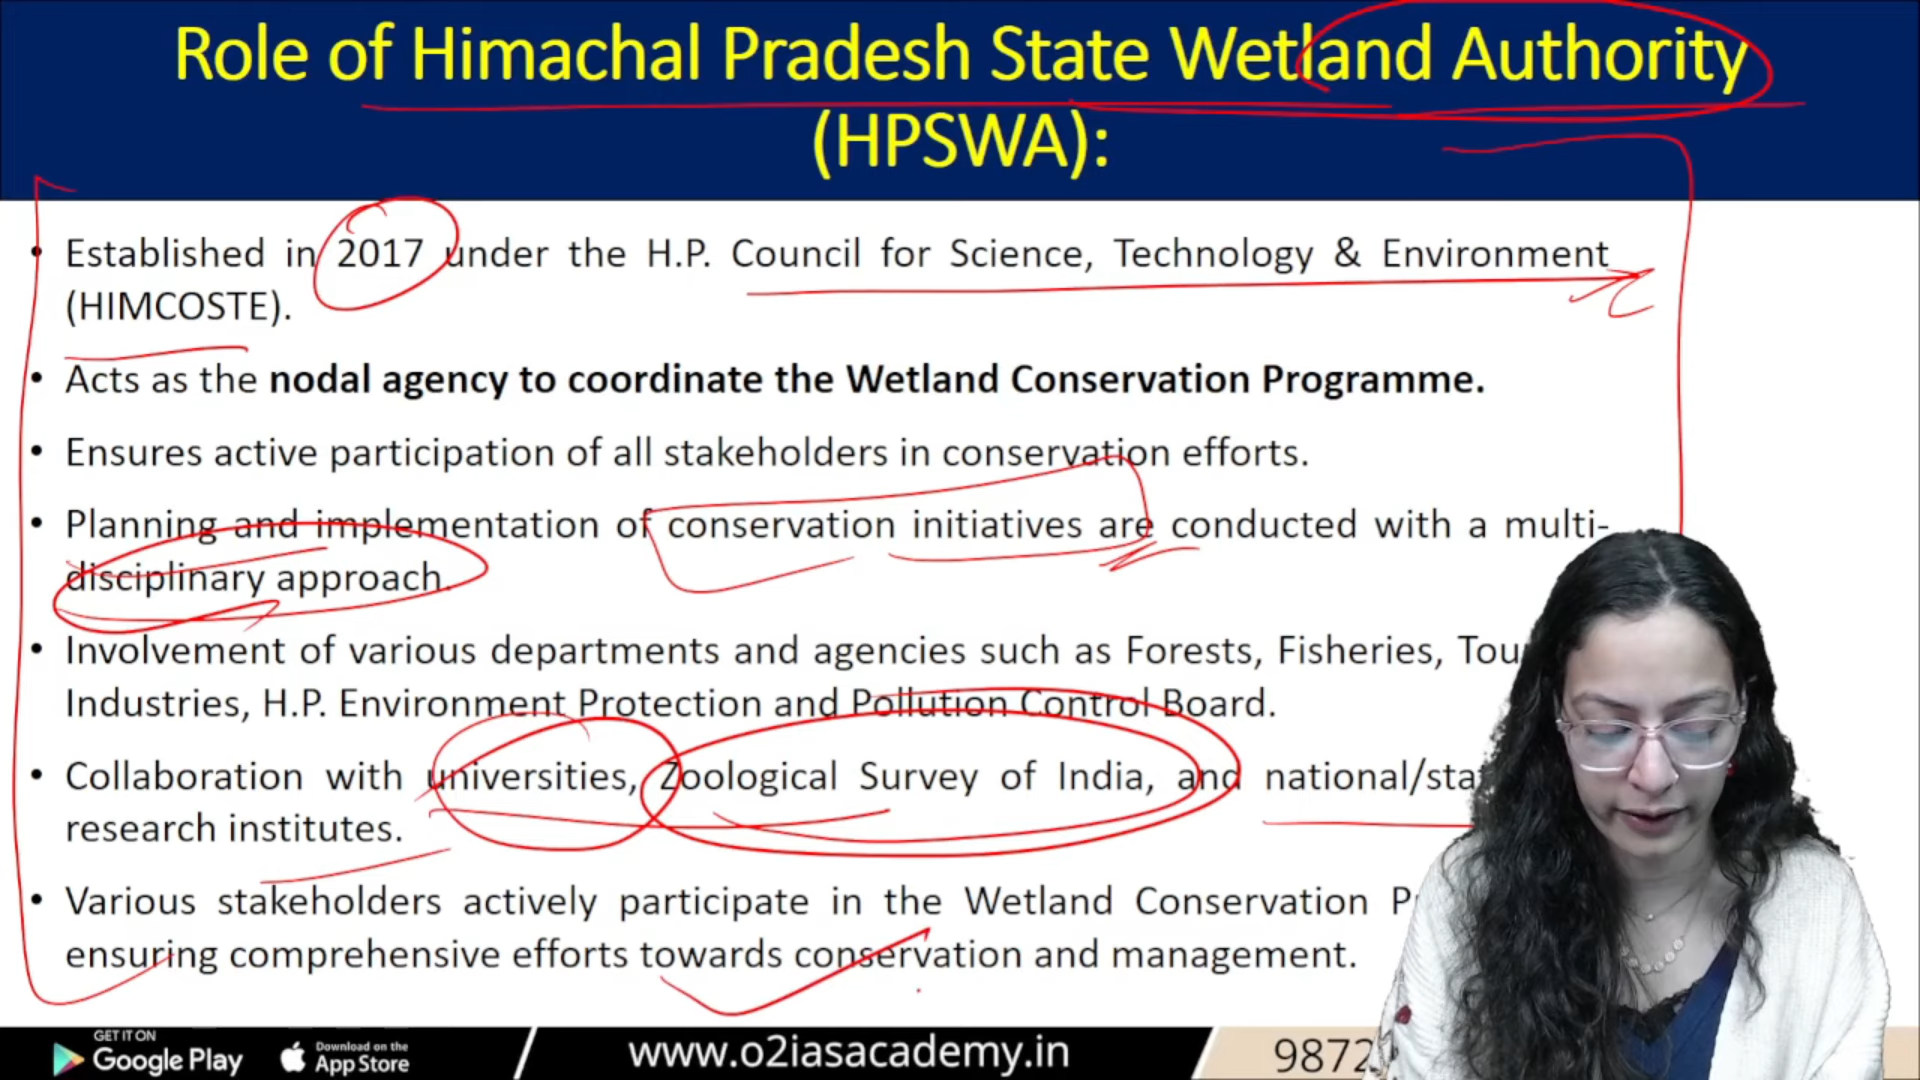 Role of Himachal Pradesh State Wetland Authority
(HPSWA):
• Established in 2017 under the H.P. Council for Science, Technology & Environment
(HIMCOSTE).
• Acts as the nodal agency to coordinate the Wetland Conservation Programme.
• Ensures active participation of all stakeholders in conservation efforts.
• Planning and implementation of conservation initiatives are conducted with a multi-
disciplinary approach.
• Involvement of various departments and agencies such as Forests, Fisheries,
Industries, H.P. Environment Protection and Pollution Control Board.
• Collaboration with universities, Zoological Survey of India, and
research institutes.
• Various stakeholders actively participate in the Wetland Conservation
ensuring comprehensive efforts towards conservation and management.
GET IT ON
Google Play
Download on the
App Store
www.o2iasacademy.in